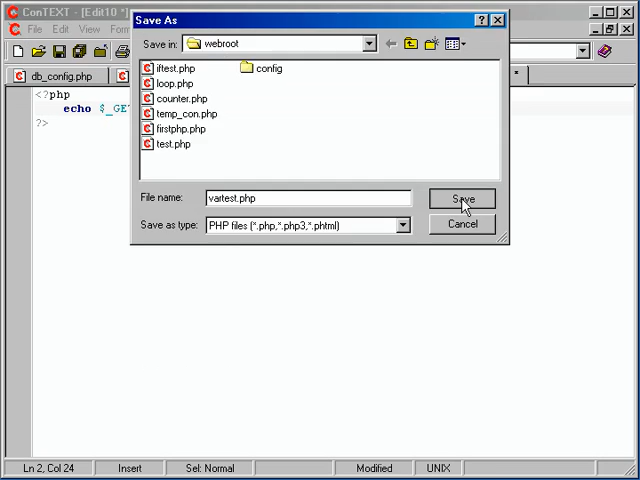 ConTEXT - [Edit10 *]
Save As
File Edit View Form
Save in: webroot
db_config.php
*
iftest.php config
loop.php
counter.php
temp_con.php
firstphp.php
test.php
<?php
echo $_GET
?>
File name: vartest.php Save
Save as type: PHP files (*.php,*.php3,*.phtml) Cancel
Ln 2, Col 24 Insert Sel: Normal Modified UNIX